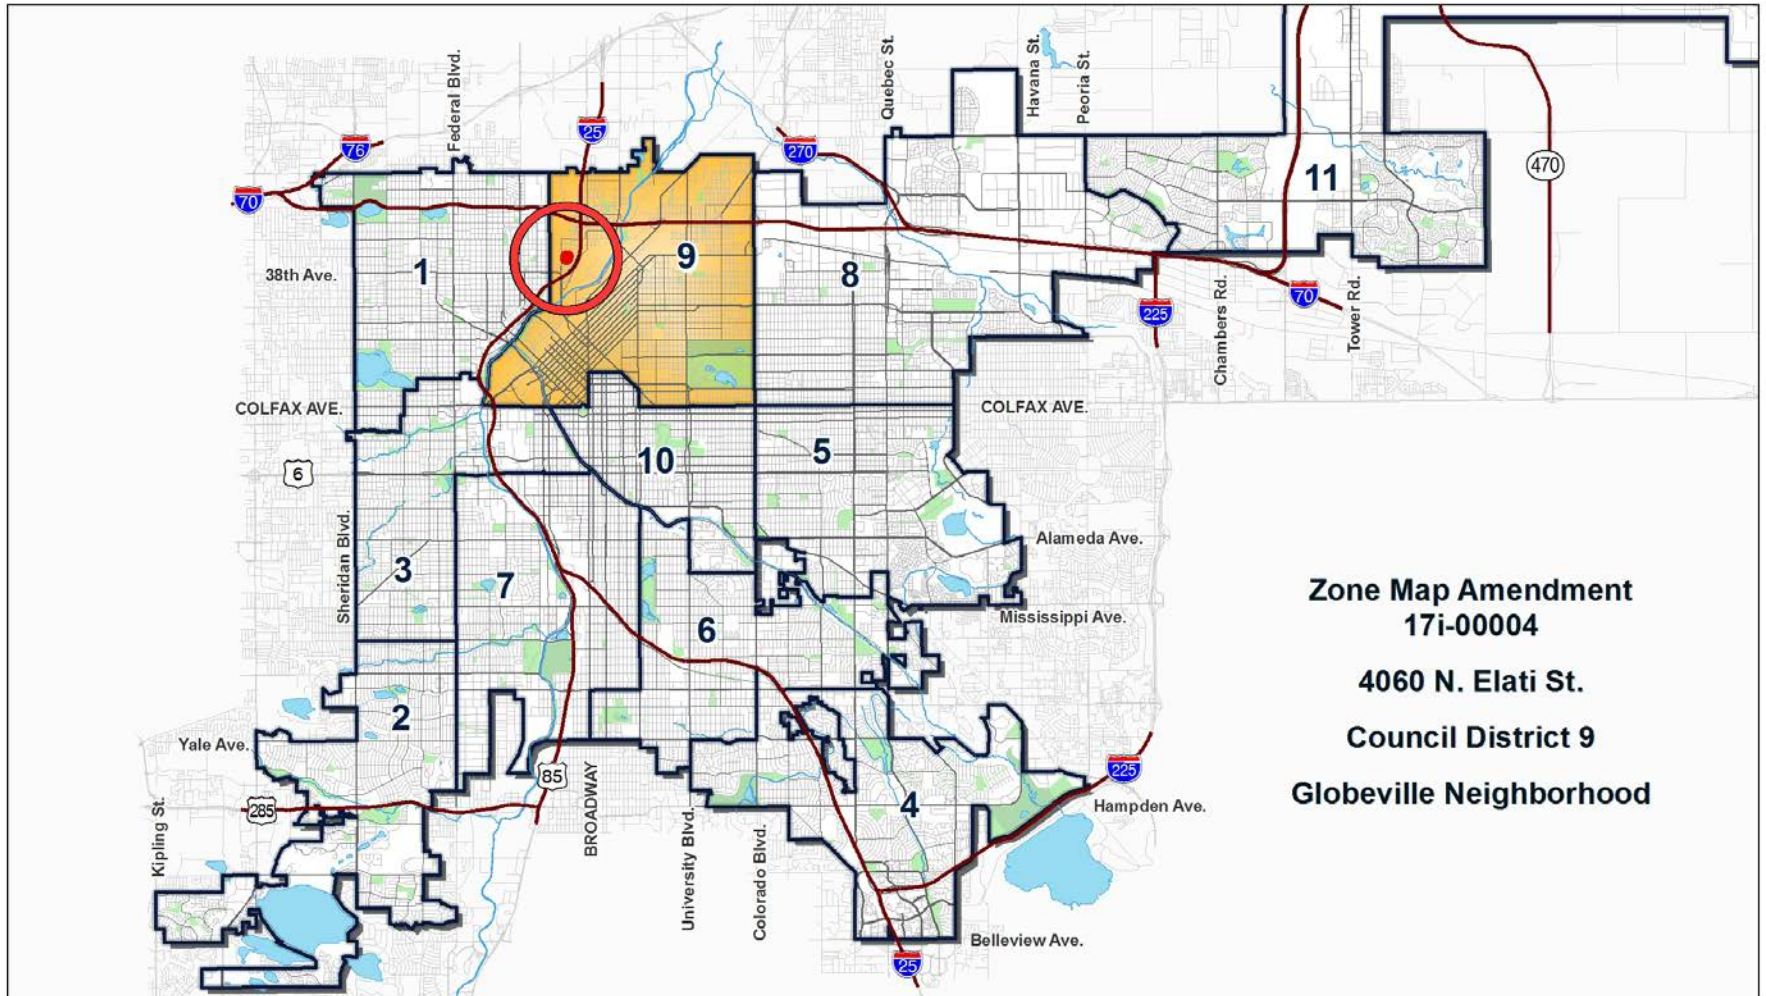 Federal Blvd.
Quebec St.
Havana St.
Peoria St.
25
76
270
70
470
11
9
1
8
38th Ave.
225
Chambers Rd.
70
Tower Rd.
COLFAX AVE.
COLFAX AVE.
10
5
6
Sheridan Blvd.
Alameda Ave.
3
7
Mississippi Ave.
6
2
Yale Ave.
85
BROADWAY
225
285
4
Hampden Ave.
Kipling St.
University Blvd.
Colorado Blvd.
Belleview Ave.
25
Zone Map Amendment
17i-00004
4060 N. Elati St.
Council District 9
Globeville Neighborhood